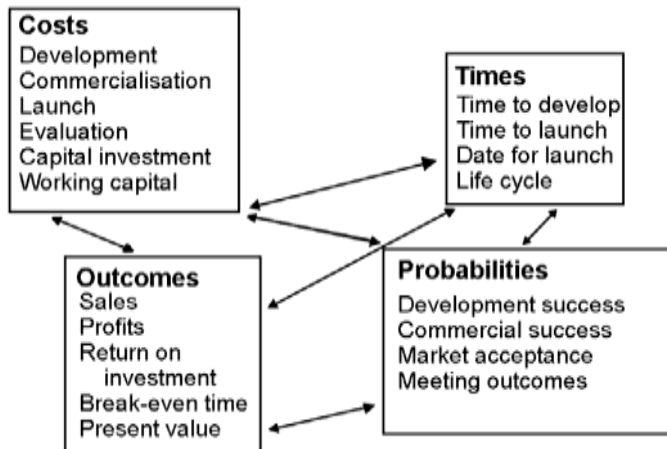 Costs
Development
Commercialisation
Launch
Evaluation
Capital investment
Working capital
Times
Time to develop
Time to launch
Date for launch
Life cycle
Outcomes
Sales
Profits
Return on
investment
Break-even time
Present value
Probabilities
Development success
Commercial success
Market acceptance
Meeting outcomes